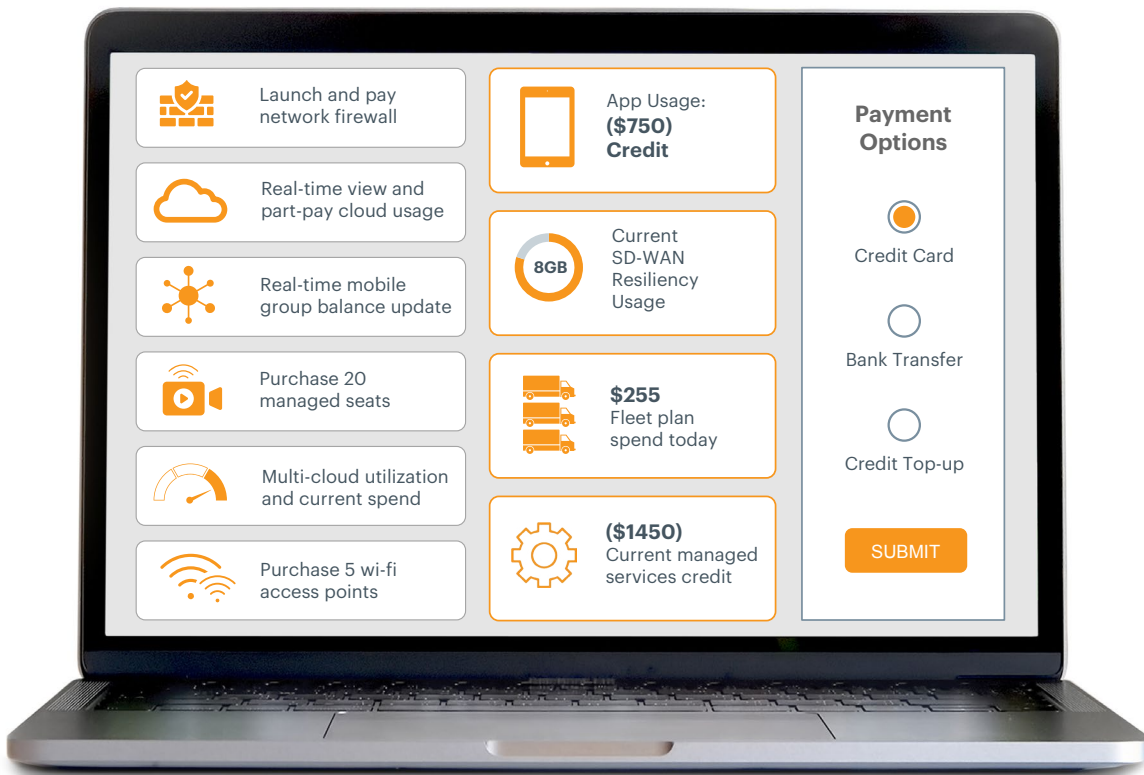 Launch and pay
network firewall
Real-time view and
part-pay cloud usage
Real-time mobile
group balance update
Purchase 20
managed seats
Multi-cloud utilization
and current spend
Purchase 5 wi-fi
access points
App Usage:
($750)
Credit
8GB
Current
SD-WAN
Resiliency
Usage
$255
Fleet plan
spend today
($1450)
Current managed
services credit
Payment
Options
Credit Card
Bank Transfer
Credit Top-up
SUBMIT